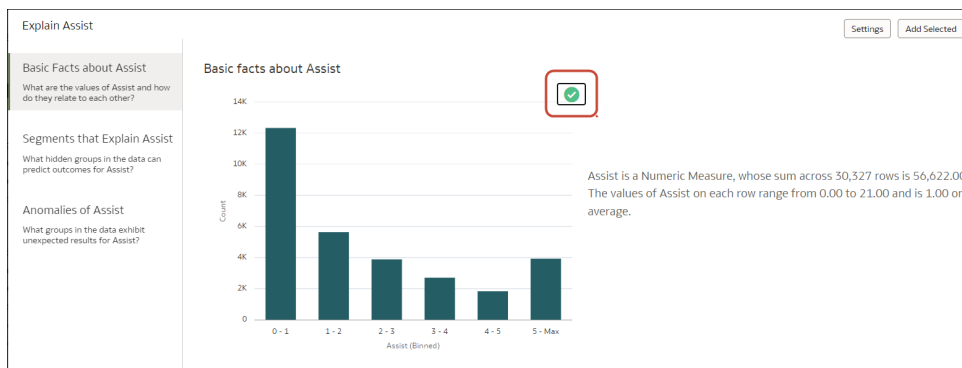 Explain Assist
Settings
Add Selected
Basic Facts about Assist
What are the values of Assist and how
do they relate to each other?
Segments that Explain Assist
What hidden groups in the data can
predict outcomes for Assist?
Anomalies of Assist
What groups in the data exhibit
unexpected results for Assist?
Basic facts about Assist
14K
12K
10K
8K
6K
4K
2K
0
Count
0 - 1
1 - 2
2 - 3
3 - 4
4 - 5
5 - Max
Assist (Binned)
Assist is a Numeric Measure, whose sum across 30,327 rows is 56,622.00
The values of Assist on each row range from 0.00 to 21.00 and is 1.00 on
average.